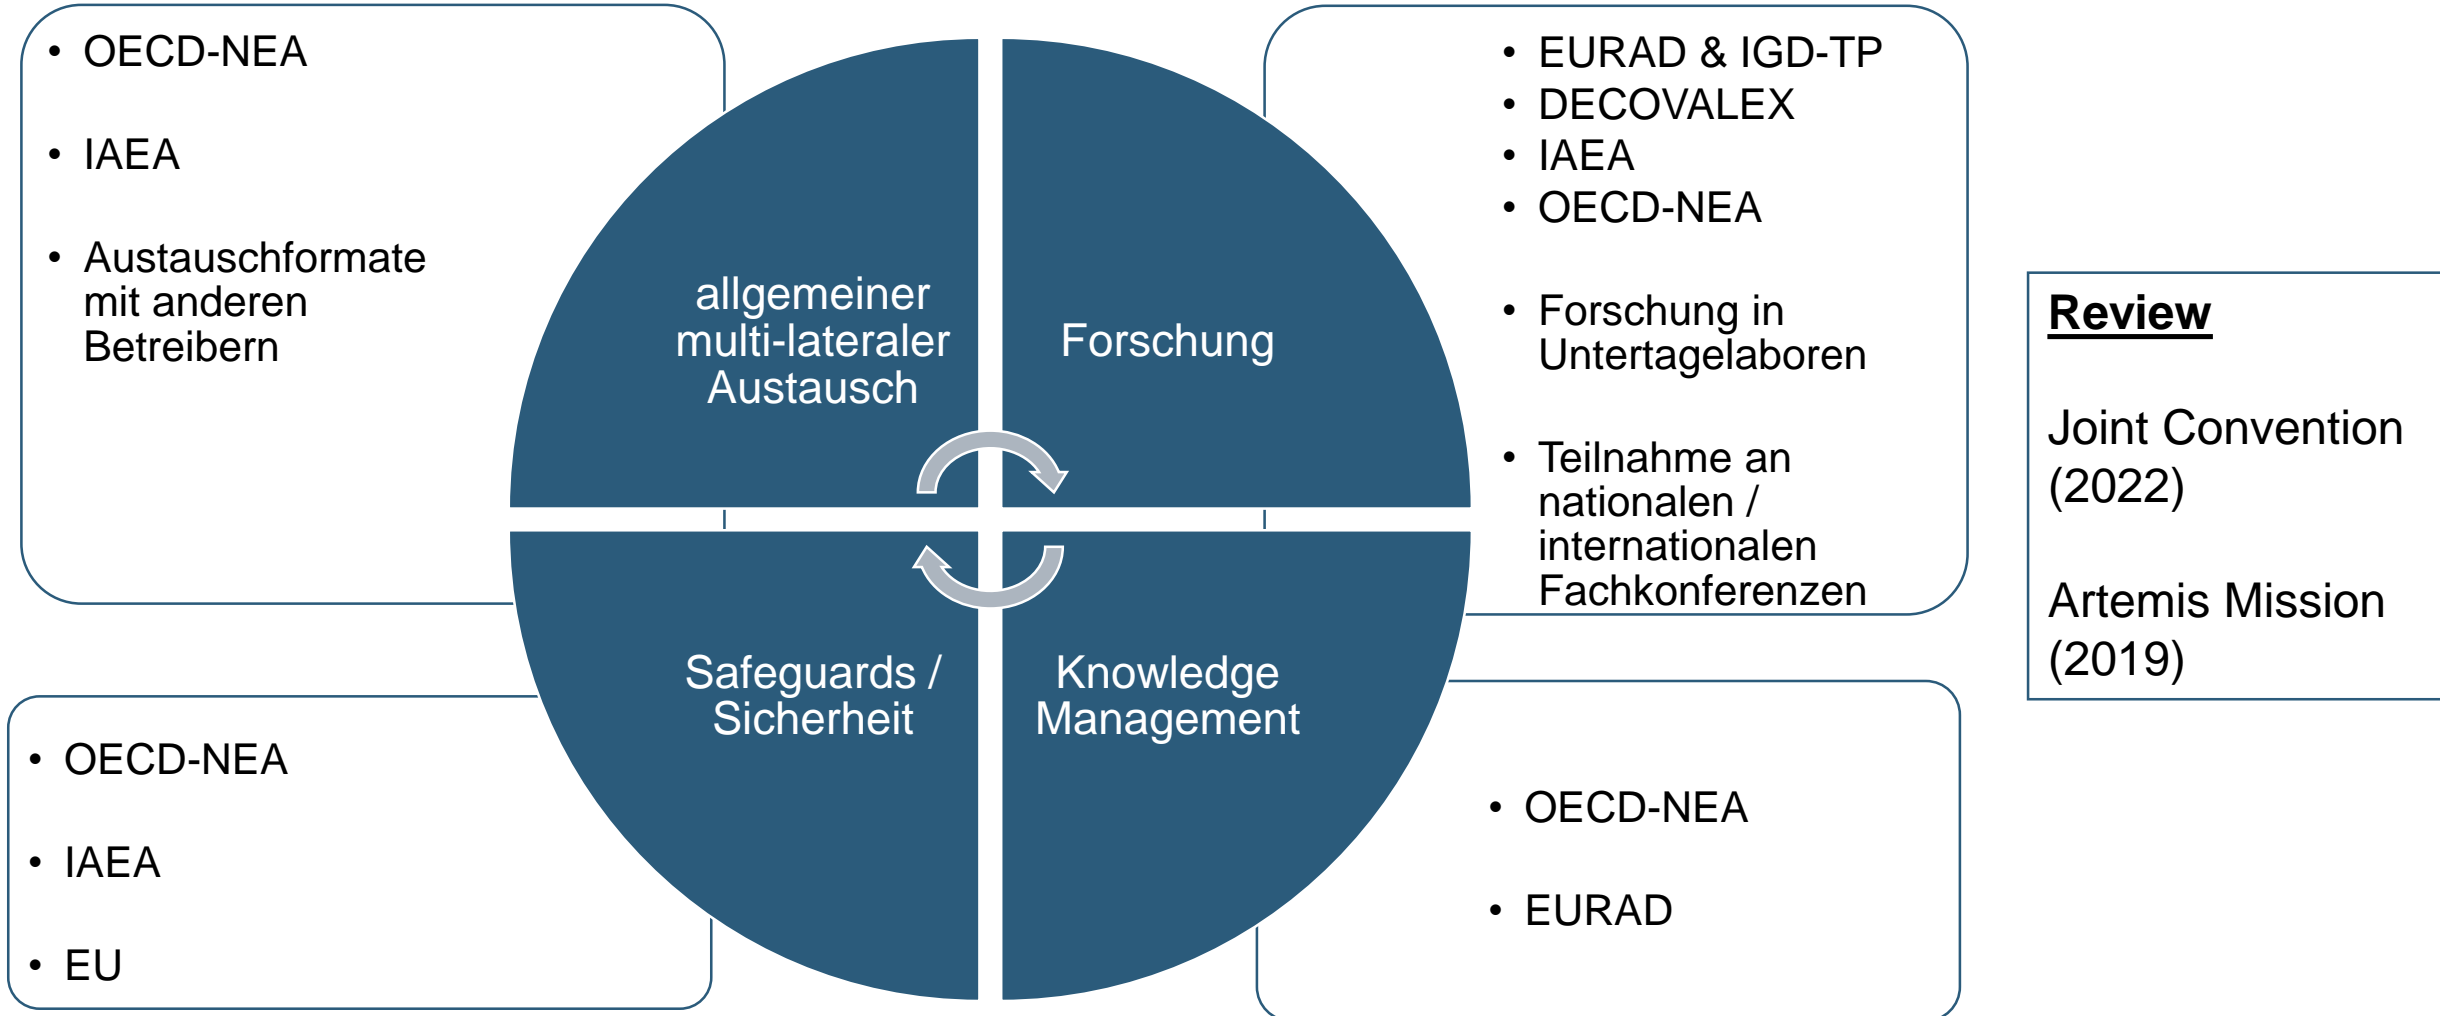 • OECD-NEA
• IAEA
• Austauschformate
mit anderen
Betreibern
allgemeiner
multi-lateraler
Austausch
Forschung
• EURAD & IGD-TP
• DECOVALEX
• IAEA
• OECD-NEA
• Forschung in
Untertagelaboren
• Teilnahme an
nationalen /
internationalen
Fachkonferenzen
Safeguards /
Sicherheit
Knowledge
Management
• OECD-NEA
• IAEA
• EU
• OECD-NEA
• EURAD
Review
Joint Convention
(2022)
Artemis Mission
(2019)